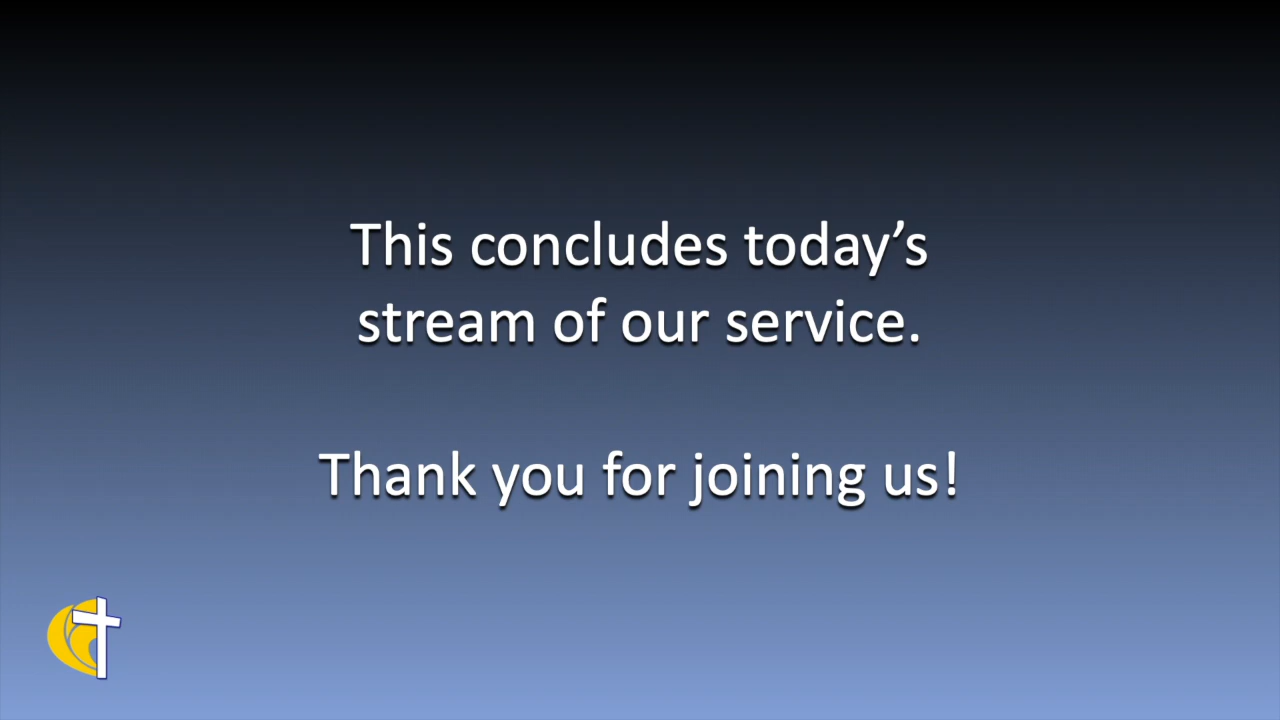 This concludes today’s
stream of our service.
Thank you for joining us!